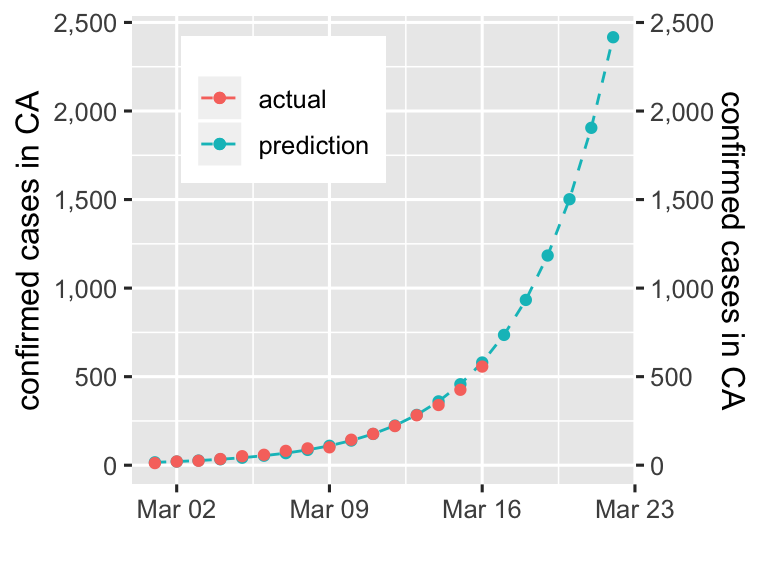 2,500
2,000
1,500
1,000
500
0
confirmed cases in CA
actual
prediction
2,500
2,000
1,500
1,000
500
0
confirmed cases in CA
Mar 02 Mar 09 Mar 16 Mar 23